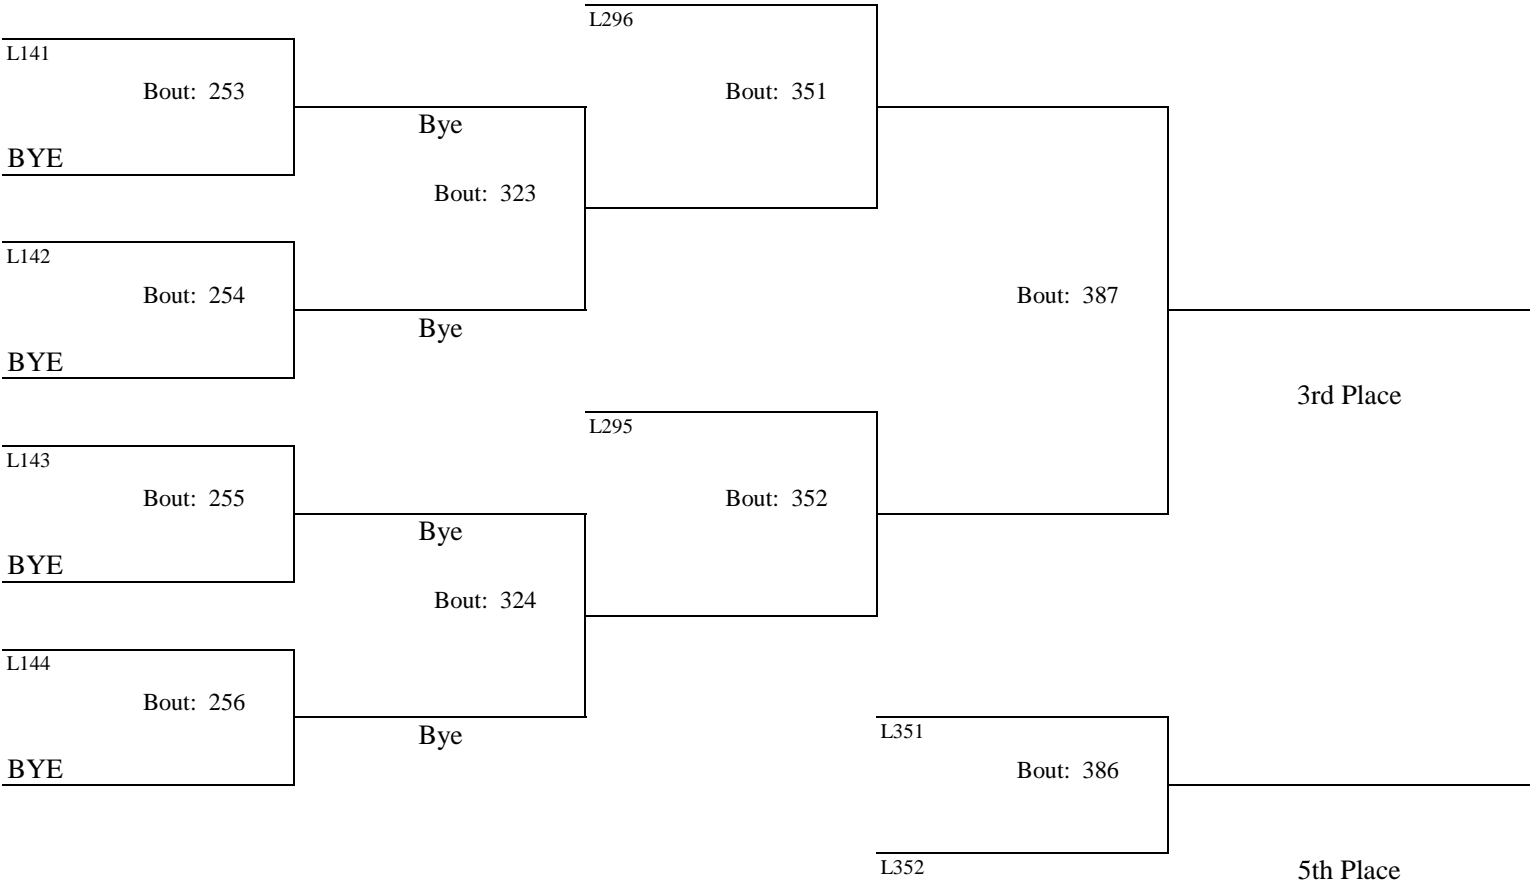 L296
L141
Bout: 253
Bout: 351
Bye
BYE
Bout: 323
L142
Bout: 254
Bout: 387
Bye
BYE
3rd Place
L295
L143
Bout: 255
Bout: 352
Bye
BYE
Bout: 324
L144
Bout: 256
L351
Bye
BYE
Bout: 386
L352
5th Place